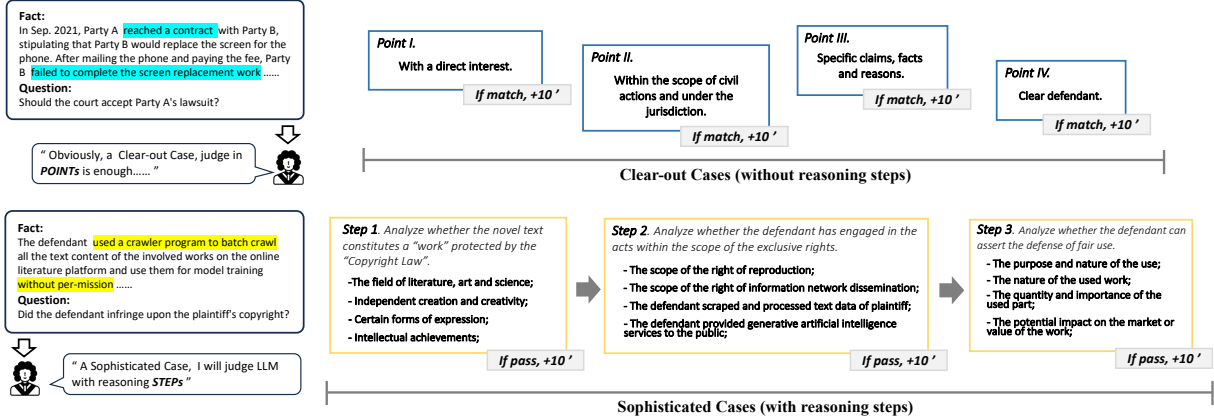 Fact:
In Sep. 2021, Party A reached a contract with Party B,
stipulating that Party B would replace the screen for the
phone. After mailing the phone and paying the fee, Party
B failed to complete the screen replacement work ……
Question:
Should the court accept Party A's lawsuit?
“ Obviously, a Clear-out Case, judge in
POINTs is enough…… ”
Point I.
With a direct interest.
If match, +10 ’
Point II.
Within the scope of civil
actions and under the
jurisdiction.
If match, +10 ’
Point III.
Specific claims, facts
and reasons.
If match, +10 ’
Point IV.
Clear defendant.
If match, +10 ’
Clear-out Cases (without reasoning steps)
Fact:
The defendant used a crawler program to batch crawl
all the text content of the involved works on the online
literature platform and use them for model training
without per-mission ……
Question:
Did the defendant infringe upon the plaintiff's copyright?
“ A Sophisticated Case, I will judge LLM
with reasoning STEPs ”
Step 1. Analyze whether the novel text
constitutes a “work” protected by the
“Copyright Law”.
-The field of literature, art and science;
- Independent creation and creativity;
- Certain forms of expression;
- Intellectual achievements;
If pass, +10 ’
Step 2. Analyze whether the defendant has engaged in the
acts within the scope of the exclusive rights.
- The scope of the right of reproduction;
- The scope of the right of information network dissemination;
- The defendant scraped and processed text data of plaintiff;
- The defendant provided generative artificial intelligence
services to the public;
If pass, +10 ’
Step 3. Analyze whether the defendant can
assert the defense of fair use.
- The purpose and nature of the use;
- The nature of the used work;
- The quantity and importance of the
used part;
- The potential impact on the market or
value of the work;
If pass, +10 ’
Sophisticated Cases (with reasoning steps)